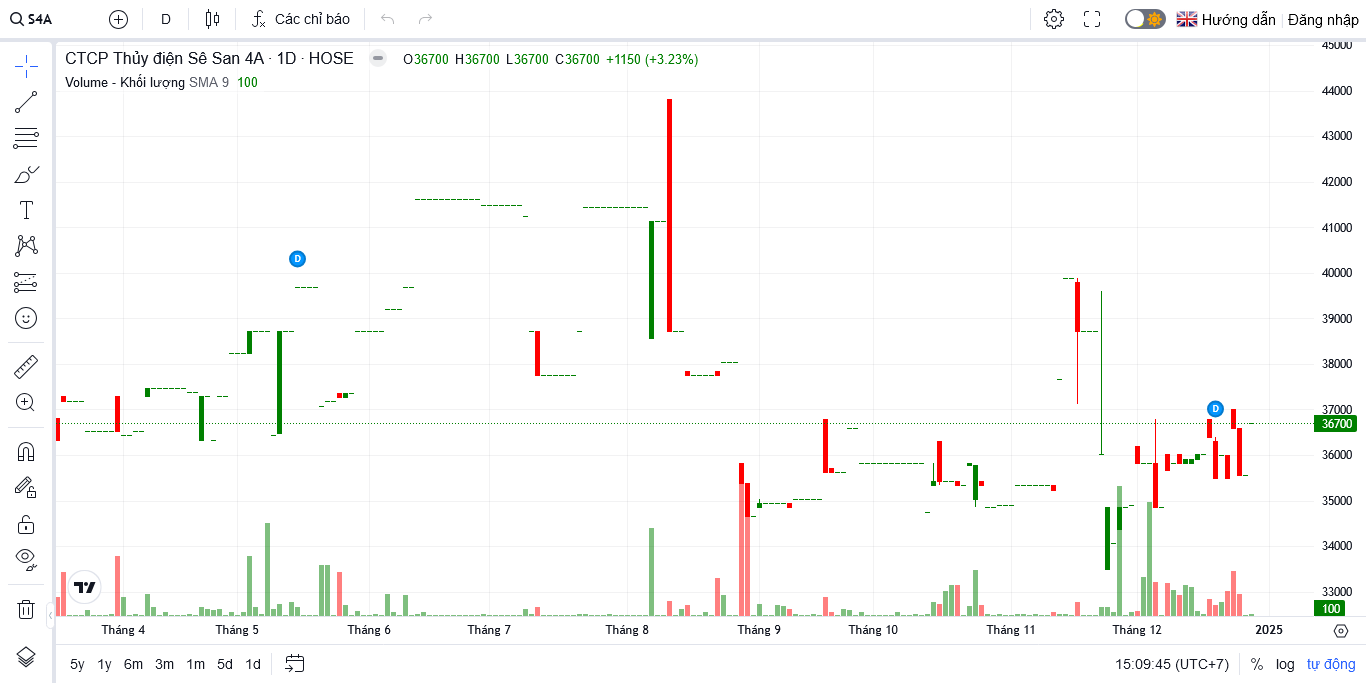 S4A D Các chỉ báo Hướng dẫn Đăng nhập
CTCP Thủy điện Sê San 4A · 1D · HOSE O36700 H36700 L36700 C36700 +1150 (+3.23%)
Volume - Khối lượng SMA 9 100
45000
44000
43000
42000
41000
40000
39000
38000
37000
36700
36000
35000
34000
33000
100
D
D
Tháng 4 Tháng 5 Tháng 6 Tháng 7 Tháng 8 Tháng 9 Tháng 10 Tháng 11 Tháng 12 2025
5y 1y 6m 3m 1m 5d 1d 15:09:45 (UTC+7) % log tự động